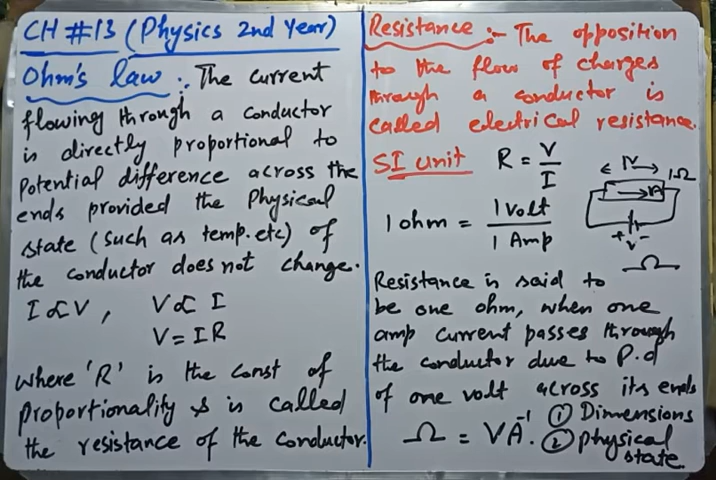 CH #13 (Physics 2nd Year)
Ohm's law :. The current
flowing through a conductor
is directly proportional to
Potential difference across the
ends provided the Physical
state (such as temp. etc) of
the conductor does not change.
I ∝ V, V ∝ I
V = IR
where 'R' is the const of
proportionality & is called
the resistance of the conductor.
Resistance :- The opposition
to the flow of charges
through a conductor is
called electrical resistance.
SI unit R = V/I
1V
1Ω
1A
+ V -
1 ohm = 1 Volt / 1 Amp
Ω
Resistance is said to
be one ohm, when one
amp current passes through
the conductor due to P.d
of one volt across its ends
Ω = VA⁻¹. ① Dimensions
② Physical
state.